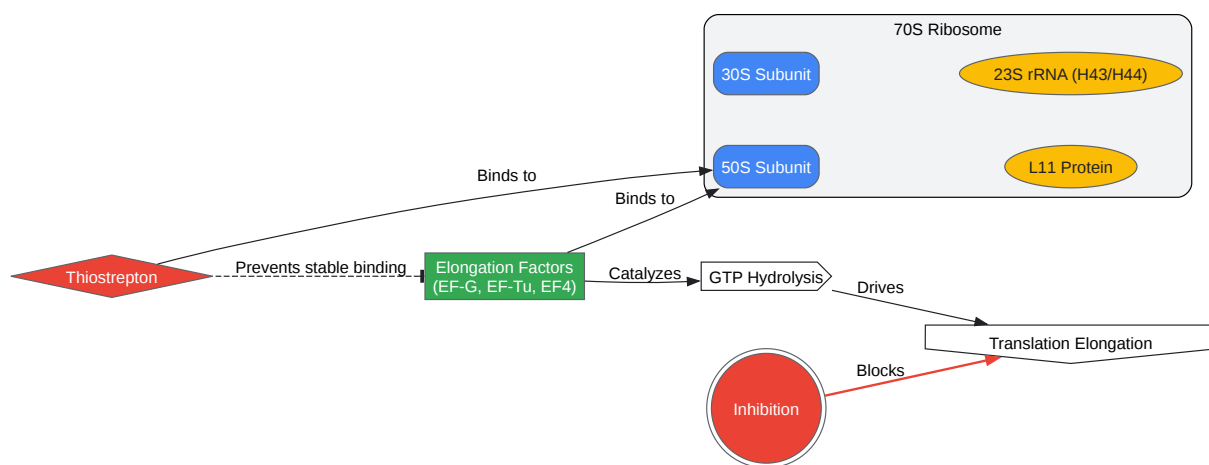 70S Ribosome
30S Subunit
23S rRNA (H43/H44)
50S Subunit
L11 Protein
Binds to
Binds to
Thiostrepton
Prevents stable binding
Elongation Factors
(EF-G, EF-Tu, EF4)
Catalyzes
GTP Hydrolysis
Drives
Translation Elongation
Blocks
Inhibition